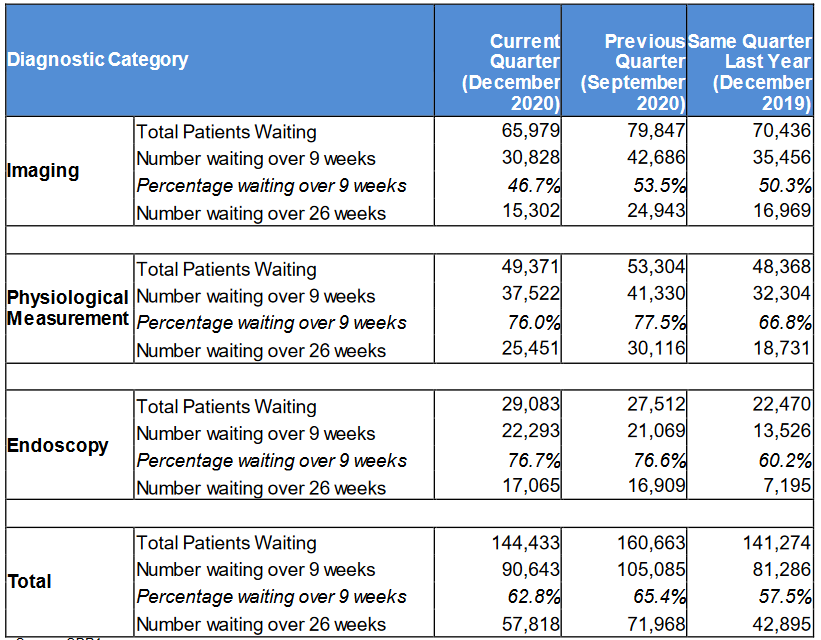 Diagnostic Category Current Quarter (December 2020) Previous Quarter (September 2020) Same Quarter Last Year (December 2019)
Imaging
Total Patients Waiting 65,979 79,847 70,436
Number waiting over 9 weeks 30,828 42,686 35,456
Percentage waiting over 9 weeks 46.7% 53.5% 50.3%
Number waiting over 26 weeks 15,302 24,943 16,969
Physiological Measurement
Total Patients Waiting 49,371 53,304 48,368
Number waiting over 9 weeks 37,522 41,330 32,304
Percentage waiting over 9 weeks 76.0% 77.5% 66.8%
Number waiting over 26 weeks 25,451 30,116 18,731
Endoscopy
Total Patients Waiting 29,083 27,512 22,470
Number waiting over 9 weeks 22,293 21,069 13,526
Percentage waiting over 9 weeks 76.7% 76.6% 60.2%
Number waiting over 26 weeks 17,065 16,909 7,195
Total
Total Patients Waiting 144,433 160,663 141,274
Number waiting over 9 weeks 90,643 105,085 81,286
Percentage waiting over 9 weeks 62.8% 65.4% 57.5%
Number waiting over 26 weeks 57,818 71,968 42,895